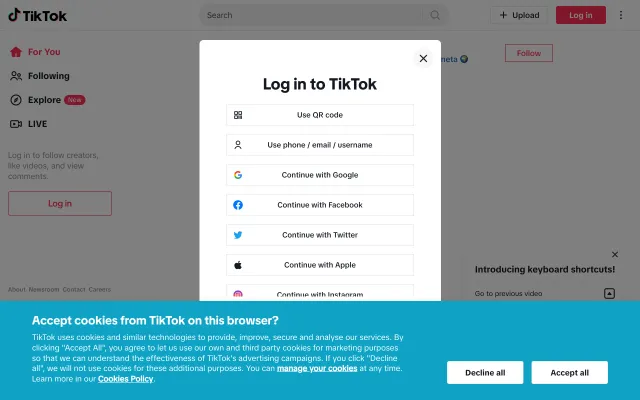 TikTok
Search
Upload
Log in
For You
Following
Explore New
LIVE
Log in to follow creators,
like videos, and view
comments.
Log in
About Newsroom Contact Careers
neta
Follow
Log in to TikTok
Use QR code
Use phone / email / username
Continue with Google
Continue with Facebook
Continue with Twitter
Continue with Apple
Continue with Instagram
Introducing keyboard shortcuts!
Go to previous video
Accept cookies from TikTok on this browser?
TikTok uses cookies and similar technologies to provide, improve, secure and analyse our services. By
clicking "Accept All", you agree to let us use our own and third party cookies for marketing purposes
so that we can understand the effectiveness of TikTok's advertising campaigns. If you click "Decline
all", we will not use cookies for these additional purposes. You can manage your cookies at any time.
Learn more in our Cookies Policy.
Decline all
Accept all